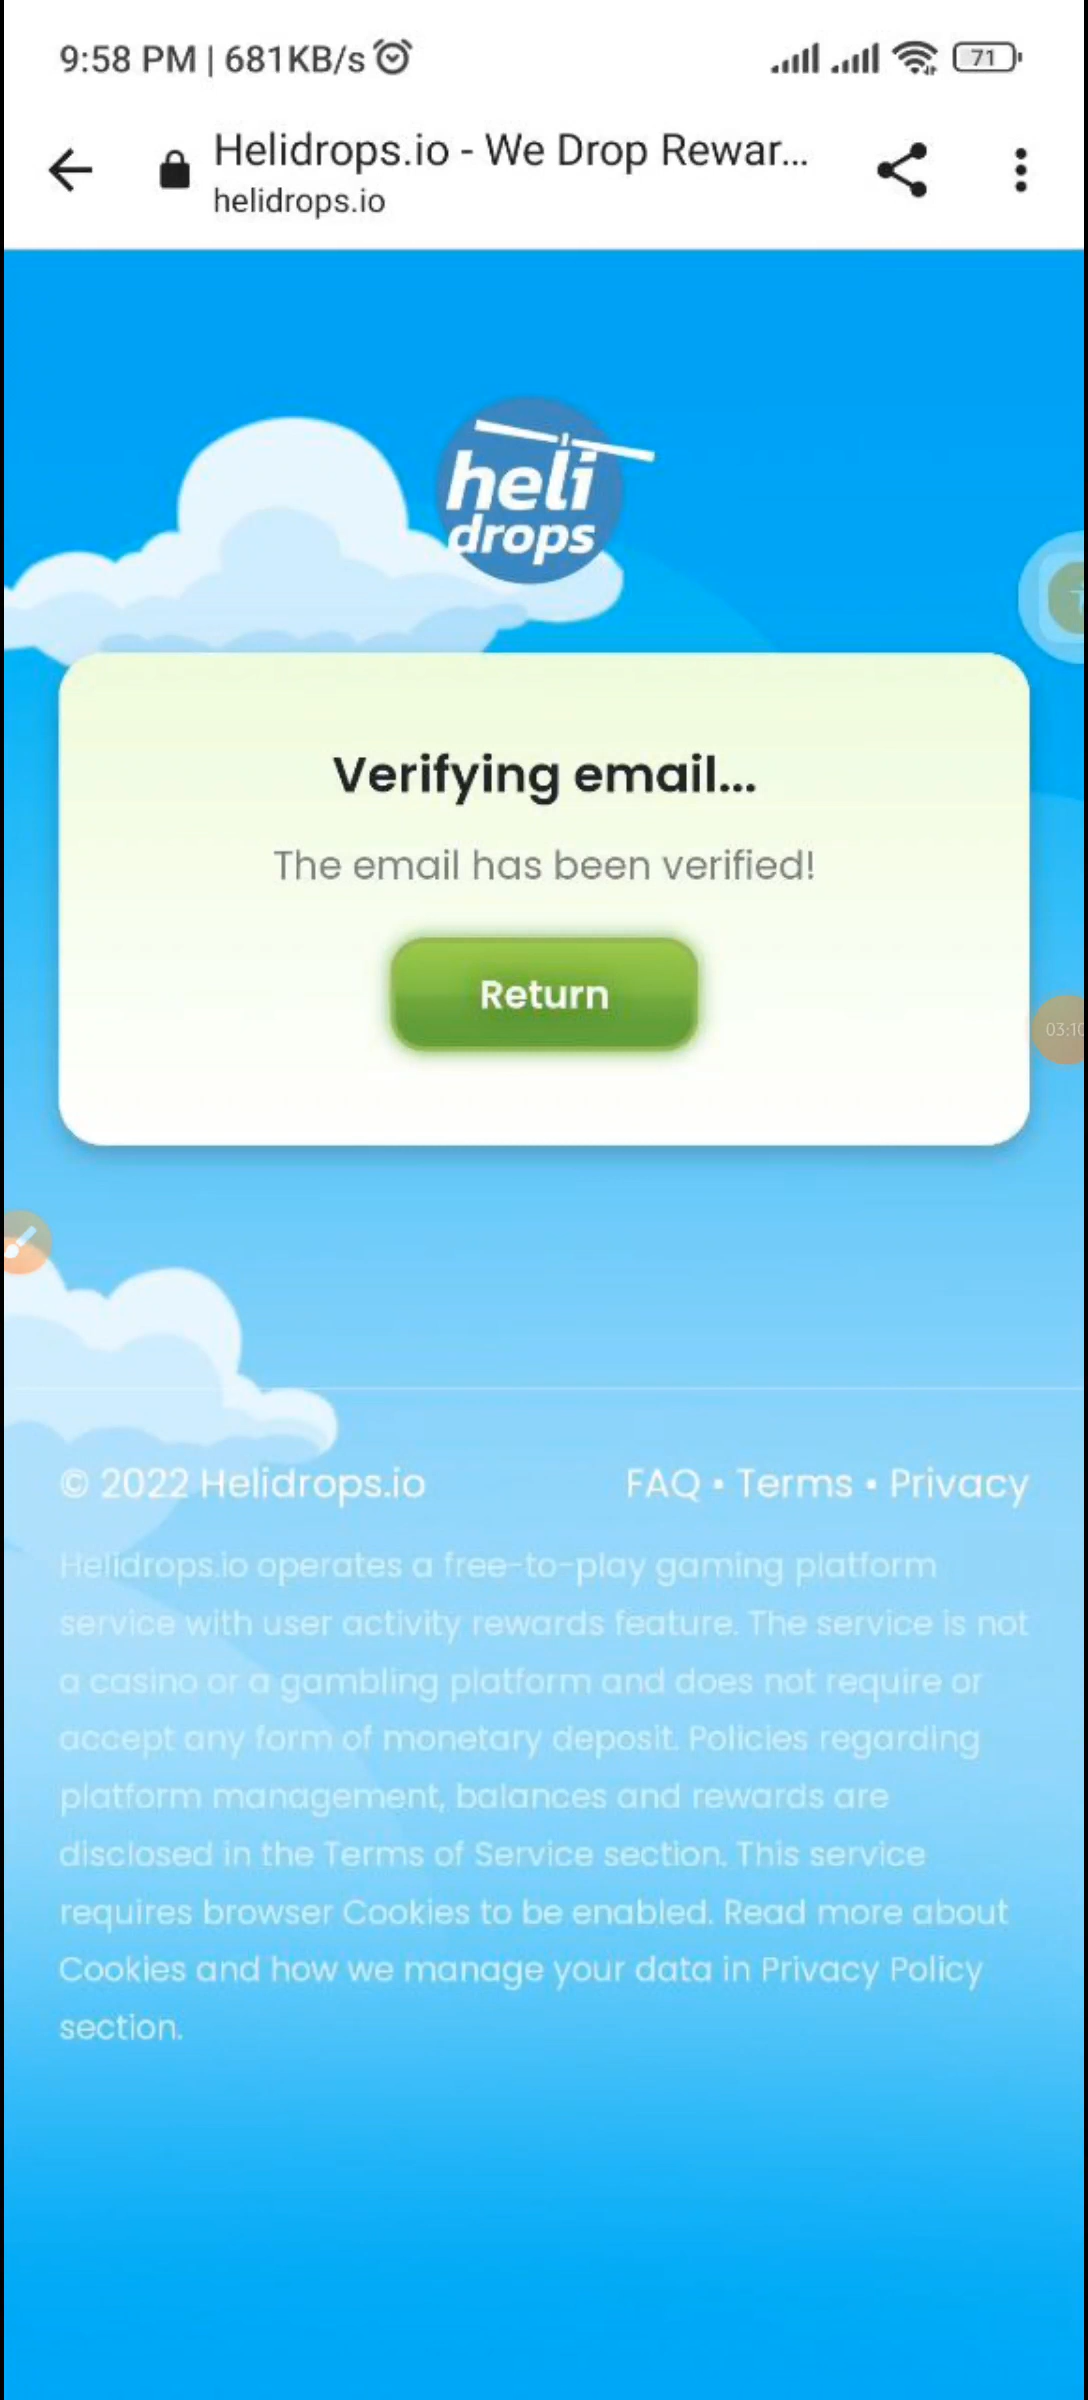 9:58 PM | 681KB/s
71
Helidrops.io - We Drop Rewar...
helidrops.io
heli
drops
Verifying email...
The email has been verified!
Return
03:10
© 2022 Helidrops.io
FAQ • Terms • Privacy
Helidrops.io operates a free-to-play gaming platform
service with user activity rewards feature. The service is not
a casino or a gambling platform and does not require or
accept any form of monetary deposit. Policies regarding
platform management, balances and rewards are
disclosed in the Terms of Service section. This service
requires browser Cookies to be enabled. Read more about
Cookies and how we manage your data in Privacy Policy
section.